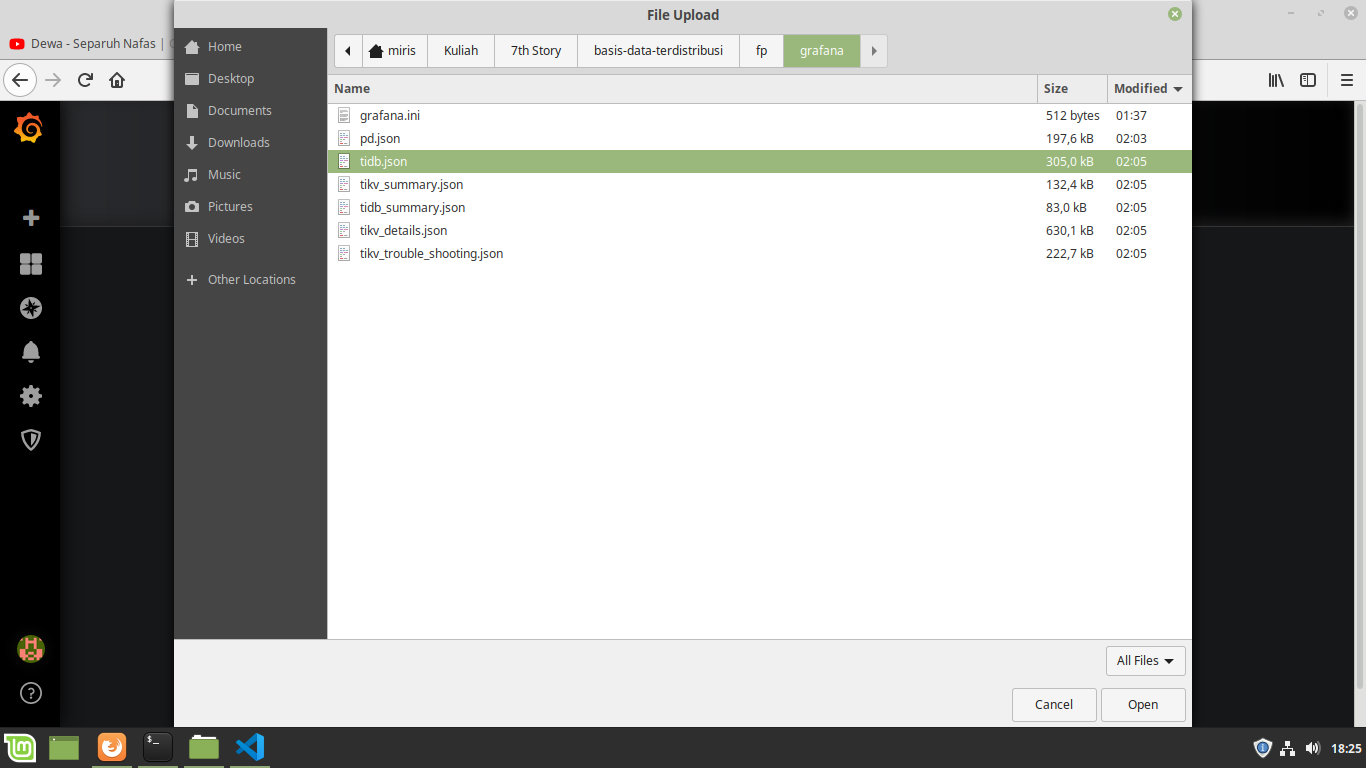 File Upload
Dewa - Separuh Nafas |
miris Kuliah 7th Story basis-data-terdistribusi fp grafana
Home
Desktop
Documents
Downloads
Music
Pictures
Videos
Other Locations
Name Size Modified
grafana.ini 512 bytes 01:37
pd.json 197,6 kB 02:03
tidb.json 305,0 kB 02:05
tikv_summary.json 132,4 kB 02:05
tidb_summary.json 83,0 kB 02:05
tikv_details.json 630,1 kB 02:05
tikv_trouble_shooting.json 222,7 kB 02:05
All Files
Cancel Open
18:25